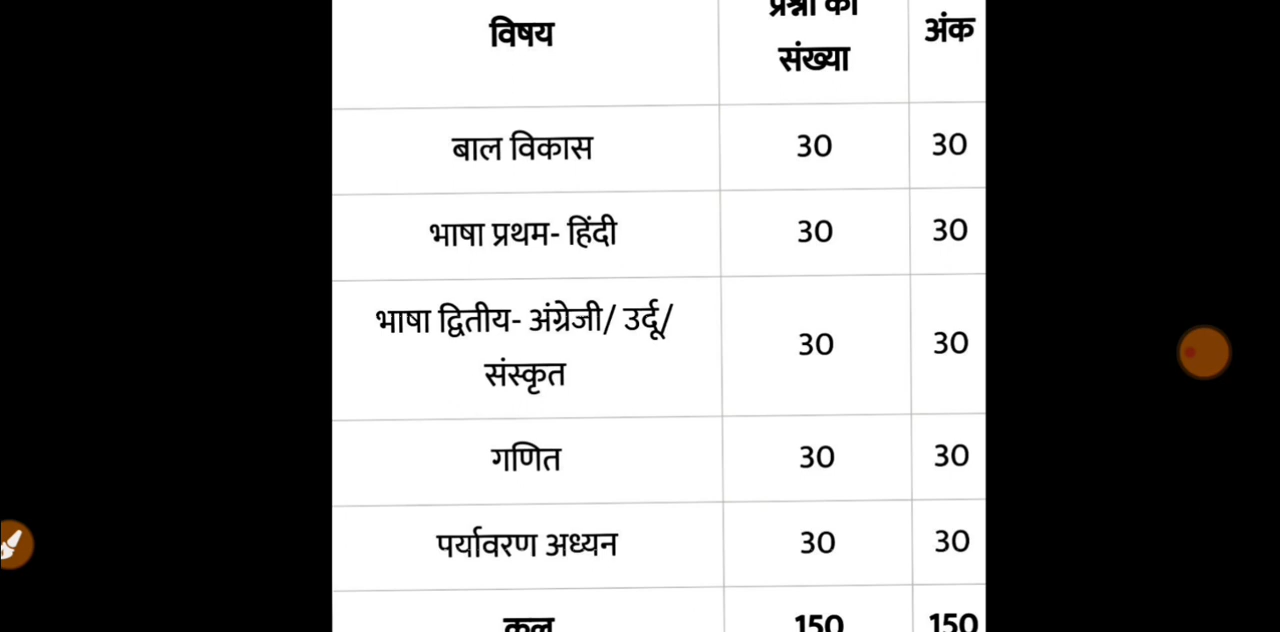 विषय
प्रश्नों की
संख्या
अंक
बाल विकास 30 30
भाषा प्रथम- हिंदी 30 30
भाषा द्वितीय- अंग्रेजी/ उर्दू/
संस्कृत
30 30
गणित 30 30
पर्यावरण अध्यन 30 30
कुल 150 150